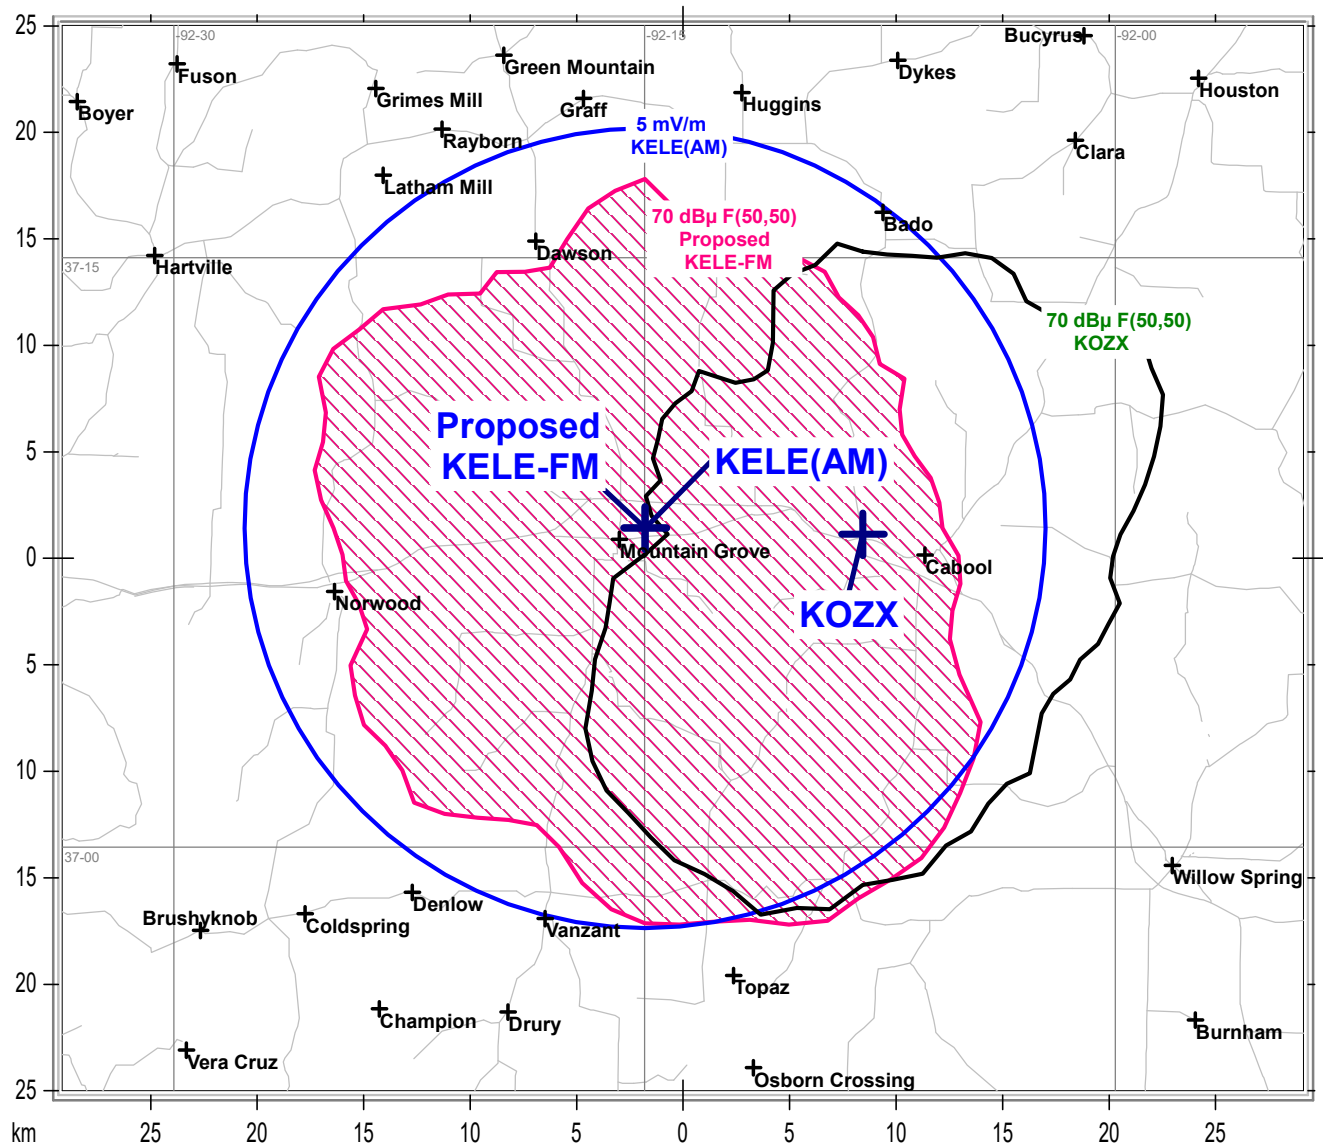 25
-92-30
-92-15
-92-00
Bucyrus
Green Mountain
Fuson
Dykes
Houston
Boyer
Grimes Mill
Graff
Huggins
20
Rayborn
5 mV/m
KELE(AM)
Clara
Latham Mill
15
70 dBµ F(50,50)
Proposed
KELE-FM
Bado
Dawson
37-15
Hartville
10
70 dBµ F(50,50)
KOZX
5
Proposed
KELE-FM
KELE(AM)
0
Mountain Grove
Cabool
Norwood
KOZX
5
10
37-00
15
Willow Spring
Denlow
Brushyknob
Coldspring
Vanzant
20
Topaz
Champion
Drury
Burnham
Vera Cruz
Osborn Crossing
25
km
25
20
15
10
5
0
5
10
15
20
25